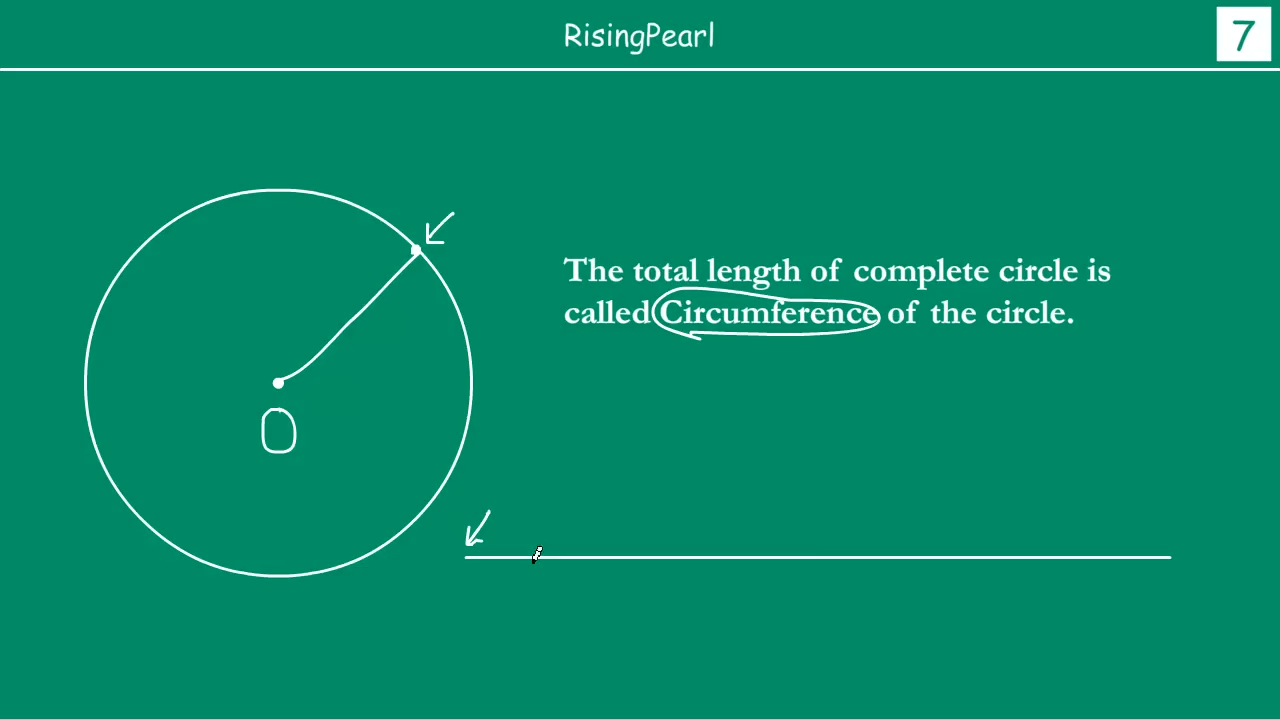 RisingPearl
7
The total length of complete circle is
called Circumference of the circle.
O